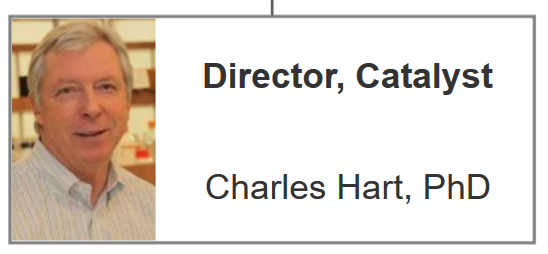 Director, Catalyst
Charles Hart, PhD